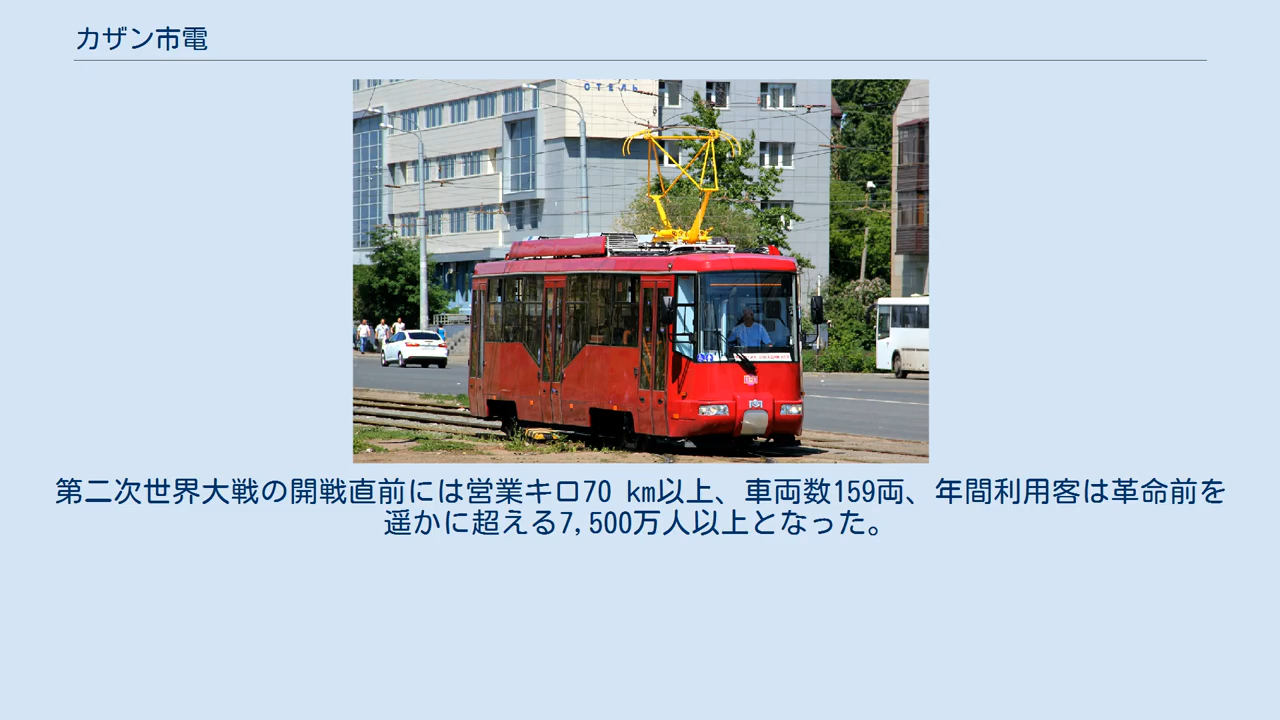 カザン市電
ОТЕЛЬ
第二次世界大戦の開戦直前には営業キロ70 km以上、車両数159両、年間利用客は革命前を
遥かに超える7,500万人以上となった。